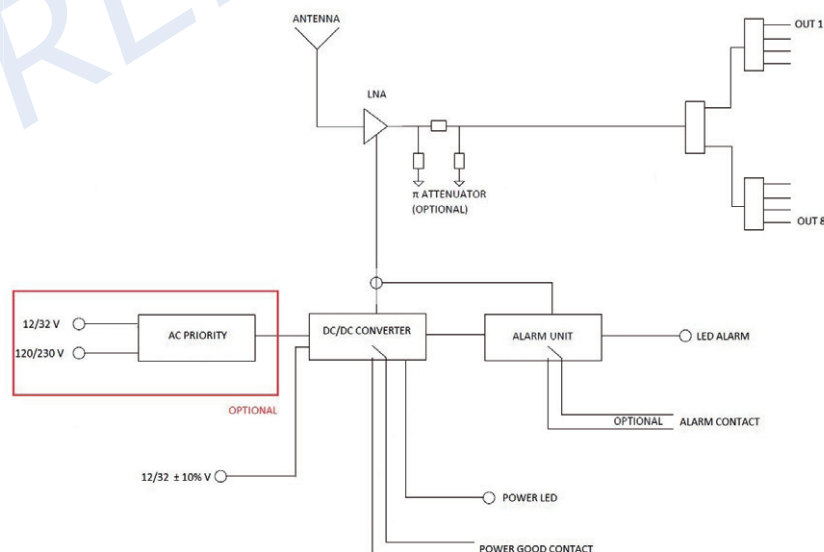 ANTENNA
OUT 1
LNA
π ATTENUATOR
(OPTIONAL)
OUT 8
12/32 V
120/230 V
AC PRIORITY
DC/DC CONVERTER
ALARM UNIT
LED ALARM
OPTIONAL
OPTIONAL
ALARM CONTACT
12/32 ± 10% V
POWER LED
POWER GOOD CONTACT